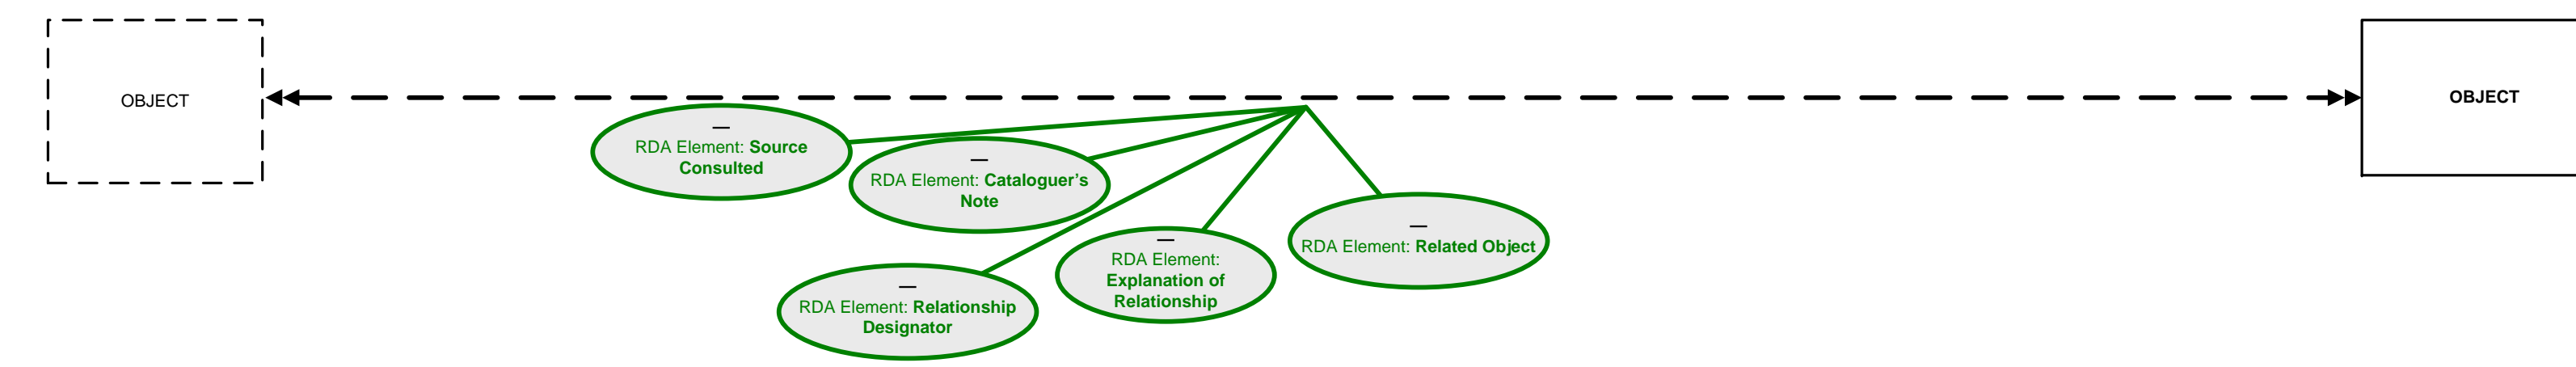 OBJECT
—
RDA Element: Source
Consulted
—
RDA Element: Cataloguer’s
Note
—
RDA Element: Relationship
Designator
—
RDA Element:
Explanation of
Relationship
—
RDA Element: Related Object
OBJECT